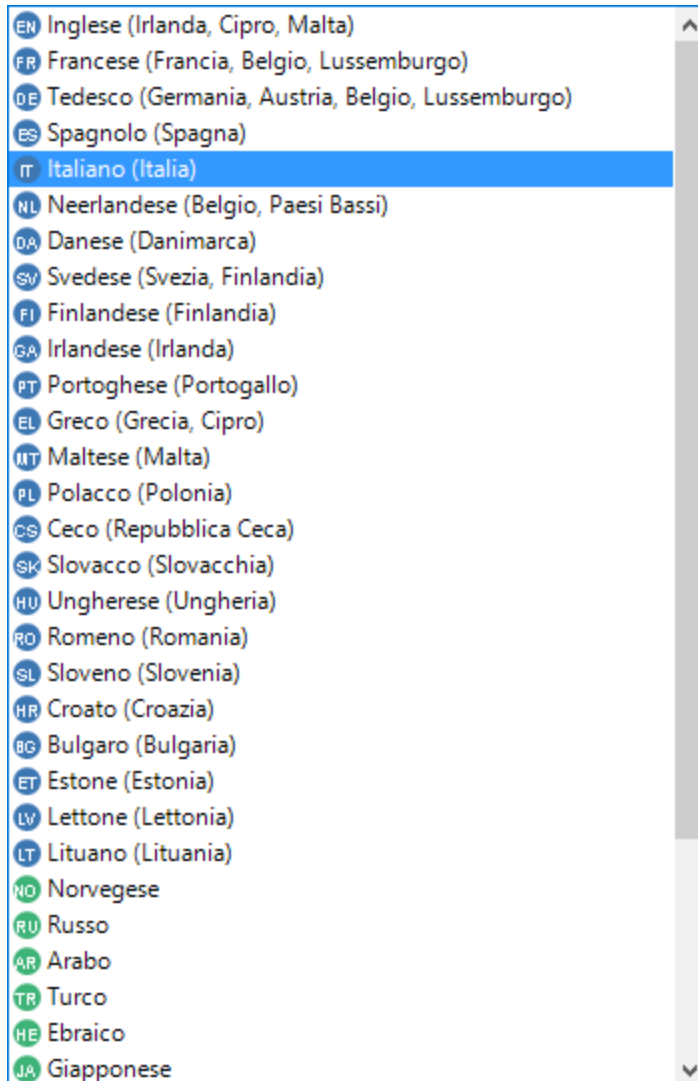 EN Inglese (Irlanda, Cipro, Malta)
FR Francese (Francia, Belgio, Lussemburgo)
DE Tedesco (Germania, Austria, Belgio, Lussemburgo)
ES Spagnolo (Spagna)
IT Italiano (Italia)
NL Neerlandese (Belgio, Paesi Bassi)
DA Danese (Danimarca)
SV Svedese (Svezia, Finlandia)
FI Finlandese (Finlandia)
GA Irlandese (Irlanda)
PT Portoghese (Portogallo)
EL Greco (Grecia, Cipro)
MT Maltese (Malta)
PL Polacco (Polonia)
CS Ceco (Repubblica Ceca)
SK Slovacco (Slovacchia)
HU Ungherese (Ungheria)
RO Romeno (Romania)
SL Sloveno (Slovenia)
HR Croato (Croazia)
BG Bulgaro (Bulgaria)
ET Estone (Estonia)
LV Lettone (Lettonia)
LT Lituano (Lituania)
NO Norvegese
RU Russo
AR Arabo
TR Turco
HE Ebraico
JA Giapponese